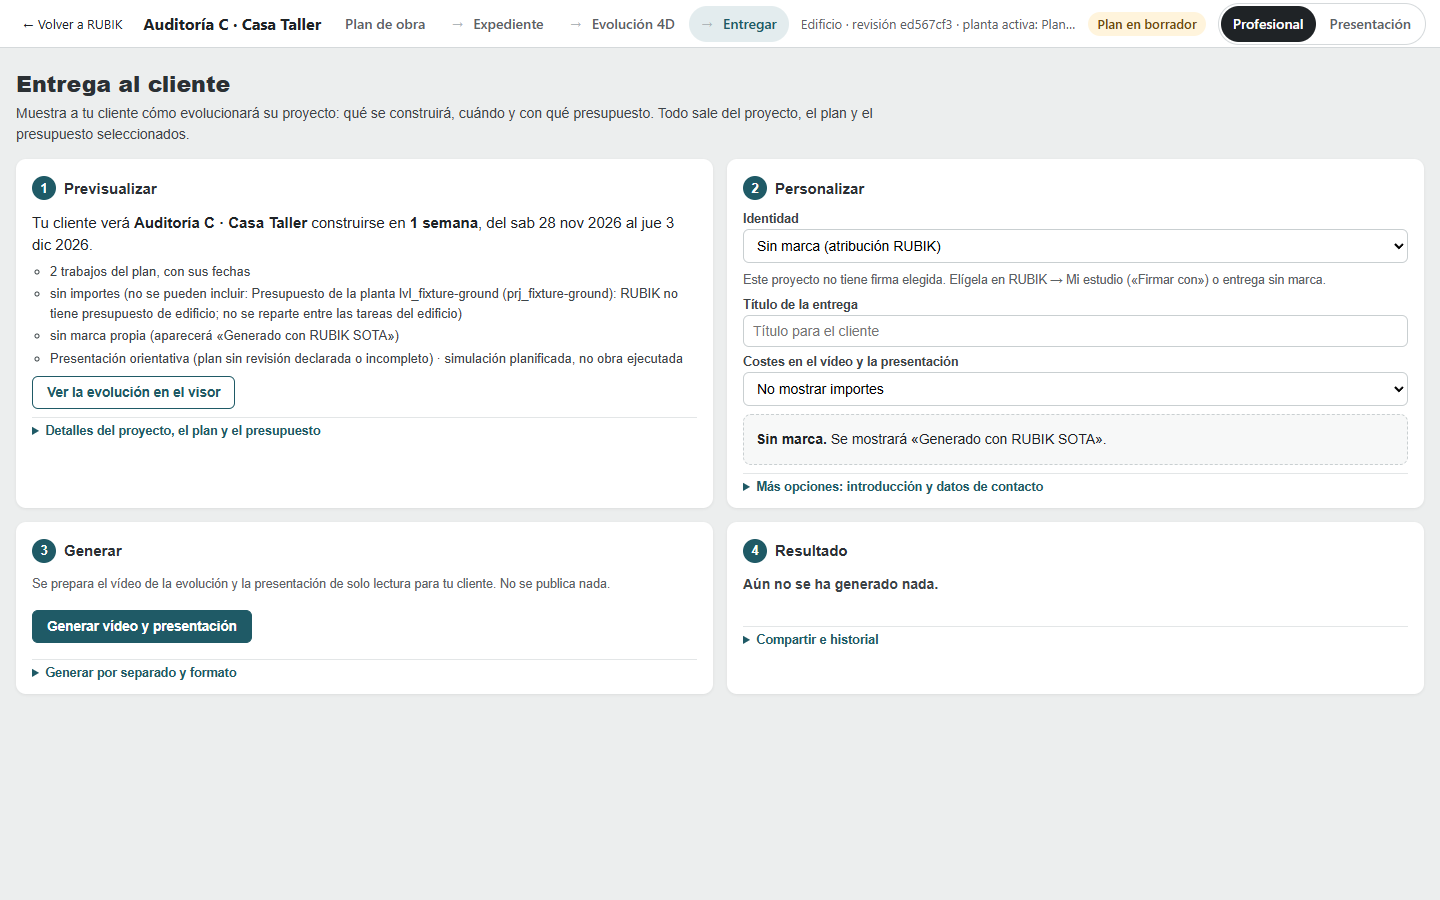 ← Volver a RUBIK
Auditoría C · Casa Taller
Plan de obra
→ Expediente
→ Evolución 4D
→ Entregar
Edificio · revisión ed567cf3 · planta activa: Plan...
Plan en borrador
Profesional
Presentación
Entrega al cliente
Muestra a tu cliente cómo evolucionará su proyecto: qué se construirá, cuándo y con qué presupuesto. Todo sale del proyecto, el plan y el
presupuesto seleccionados.
1 Previsualizar
Tu cliente verá Auditoría C · Casa Taller construirse en 1 semana, del sab 28 nov 2026 al jue 3
dic 2026.
2 trabajos del plan, con sus fechas
sin importes (no se pueden incluir: Presupuesto de la planta lvl_fixture-ground (prj_fixture-ground): RUBIK no
tiene presupuesto de edificio; no se reparte entre las tareas del edificio)
sin marca propia (aparecerá «Generado con RUBIK SOTA»)
Presentación orientativa (plan sin revisión declarada o incompleto) · simulación planificada, no obra ejecutada
Ver la evolución en el visor
Detalles del proyecto, el plan y el presupuesto
2 Personalizar
Identidad
Sin marca (atribución RUBIK)
Este proyecto no tiene firma elegida. Elígela en RUBIK → Mi estudio («Firmar con») o entrega sin marca.
Título de la entrega
Título para el cliente
Costes en el vídeo y la presentación
No mostrar importes
Sin marca. Se mostrará «Generado con RUBIK SOTA».
Más opciones: introducción y datos de contacto
3 Generar
Se prepara el vídeo de la evolución y la presentación de solo lectura para tu cliente. No se publica nada.
Generar vídeo y presentación
Generar por separado y formato
4 Resultado
Aún no se ha generado nada.
Compartir e historial